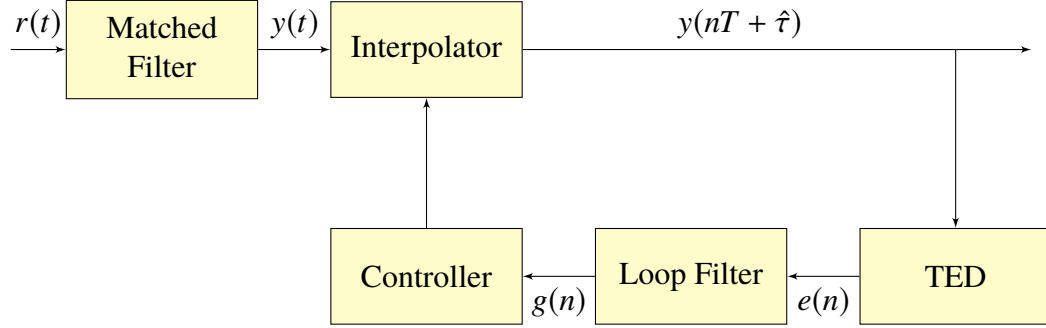 r(t)
Matched
Filter
y(t)
Interpolator
y(nT + τ̂)
Controller
g(n)
Loop Filter
e(n)
TED